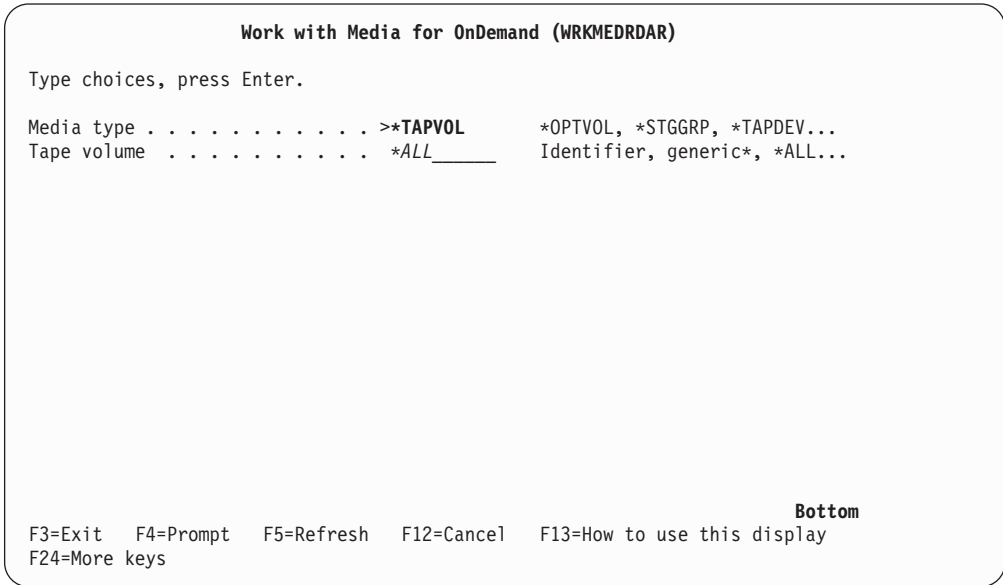 Work with Media for OnDemand (WRKMEDRDAR)
Type choices, press Enter.
Media type . . . . . . . . . . . >*TAPVOL *OPTVOL, *STGGRP, *TAPDEV...
Tape volume . . . . . . . . . . *ALL______ Identifier, generic*, *ALL...
Bottom
F3=Exit F4=Prompt F5=Refresh F12=Cancel F13=How to use this display
F24=More keys